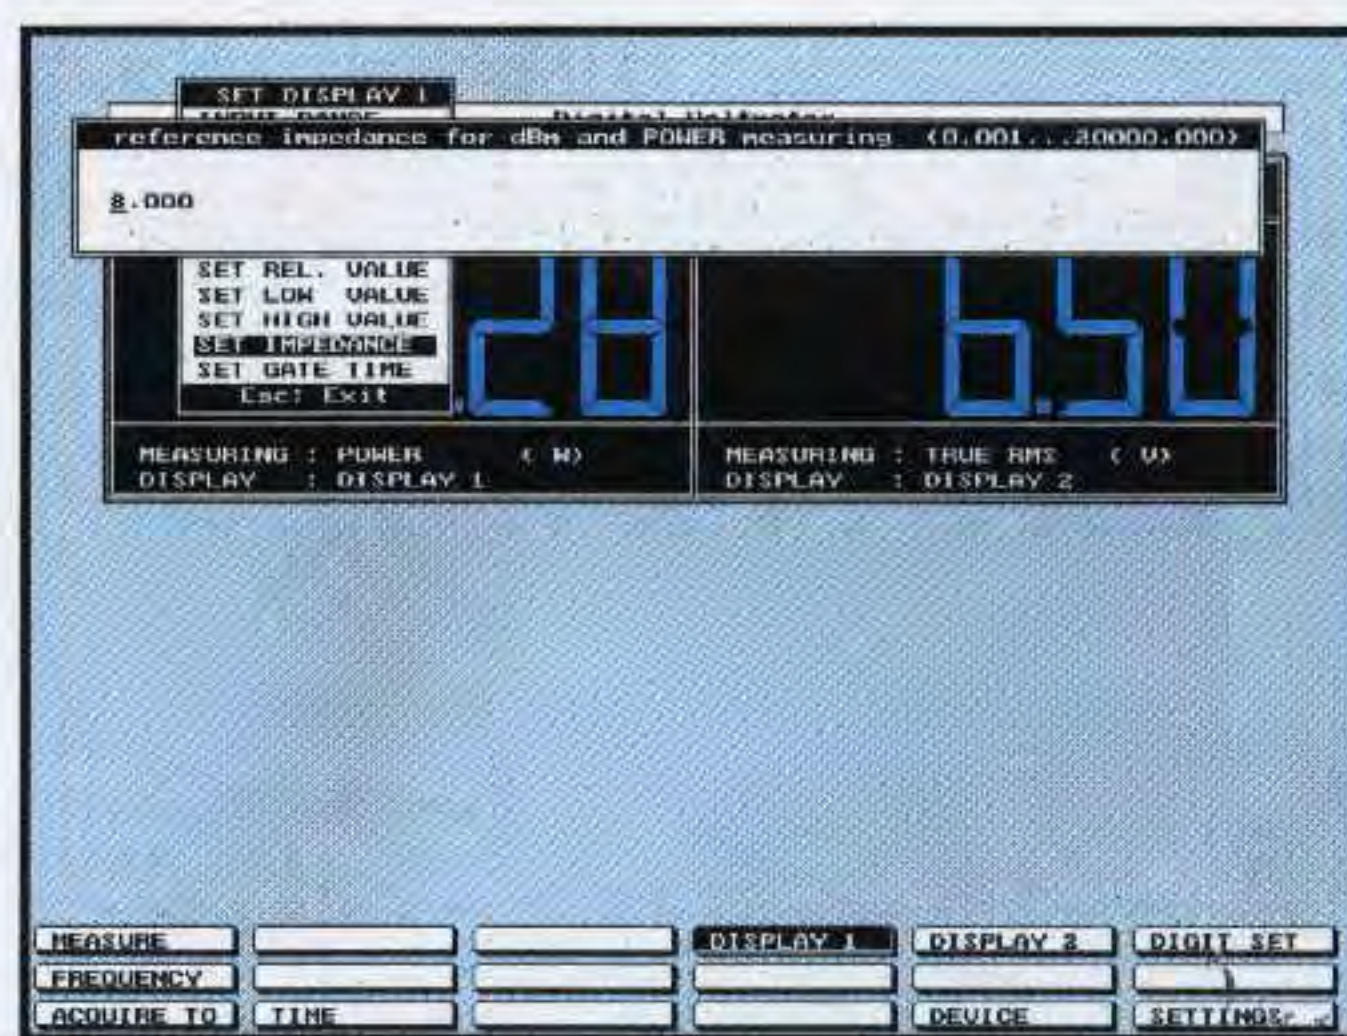 SET DISPLAY 1
INPUT RANGE
Digital Voltmeter
reference impedance for dBm and POWER measuring (0.001...20000.000)
8.000
SET REL. VALUE
SET LOW VALUE
SET HIGH VALUE
SET IMPEDANCE
SET GATE TIME
Esc: Exit
.28
6.50
MEASURING : POWER ( W)
DISPLAY : DISPLAY 1
MEASURING : TRUE RMS ( V)
DISPLAY : DISPLAY 2
MEASURE
DISPLAY 1
DISPLAY 2
DIGIT SET
FREQUENCY
ACQUIRE TO
TIME
DEVICE
SETTINGS